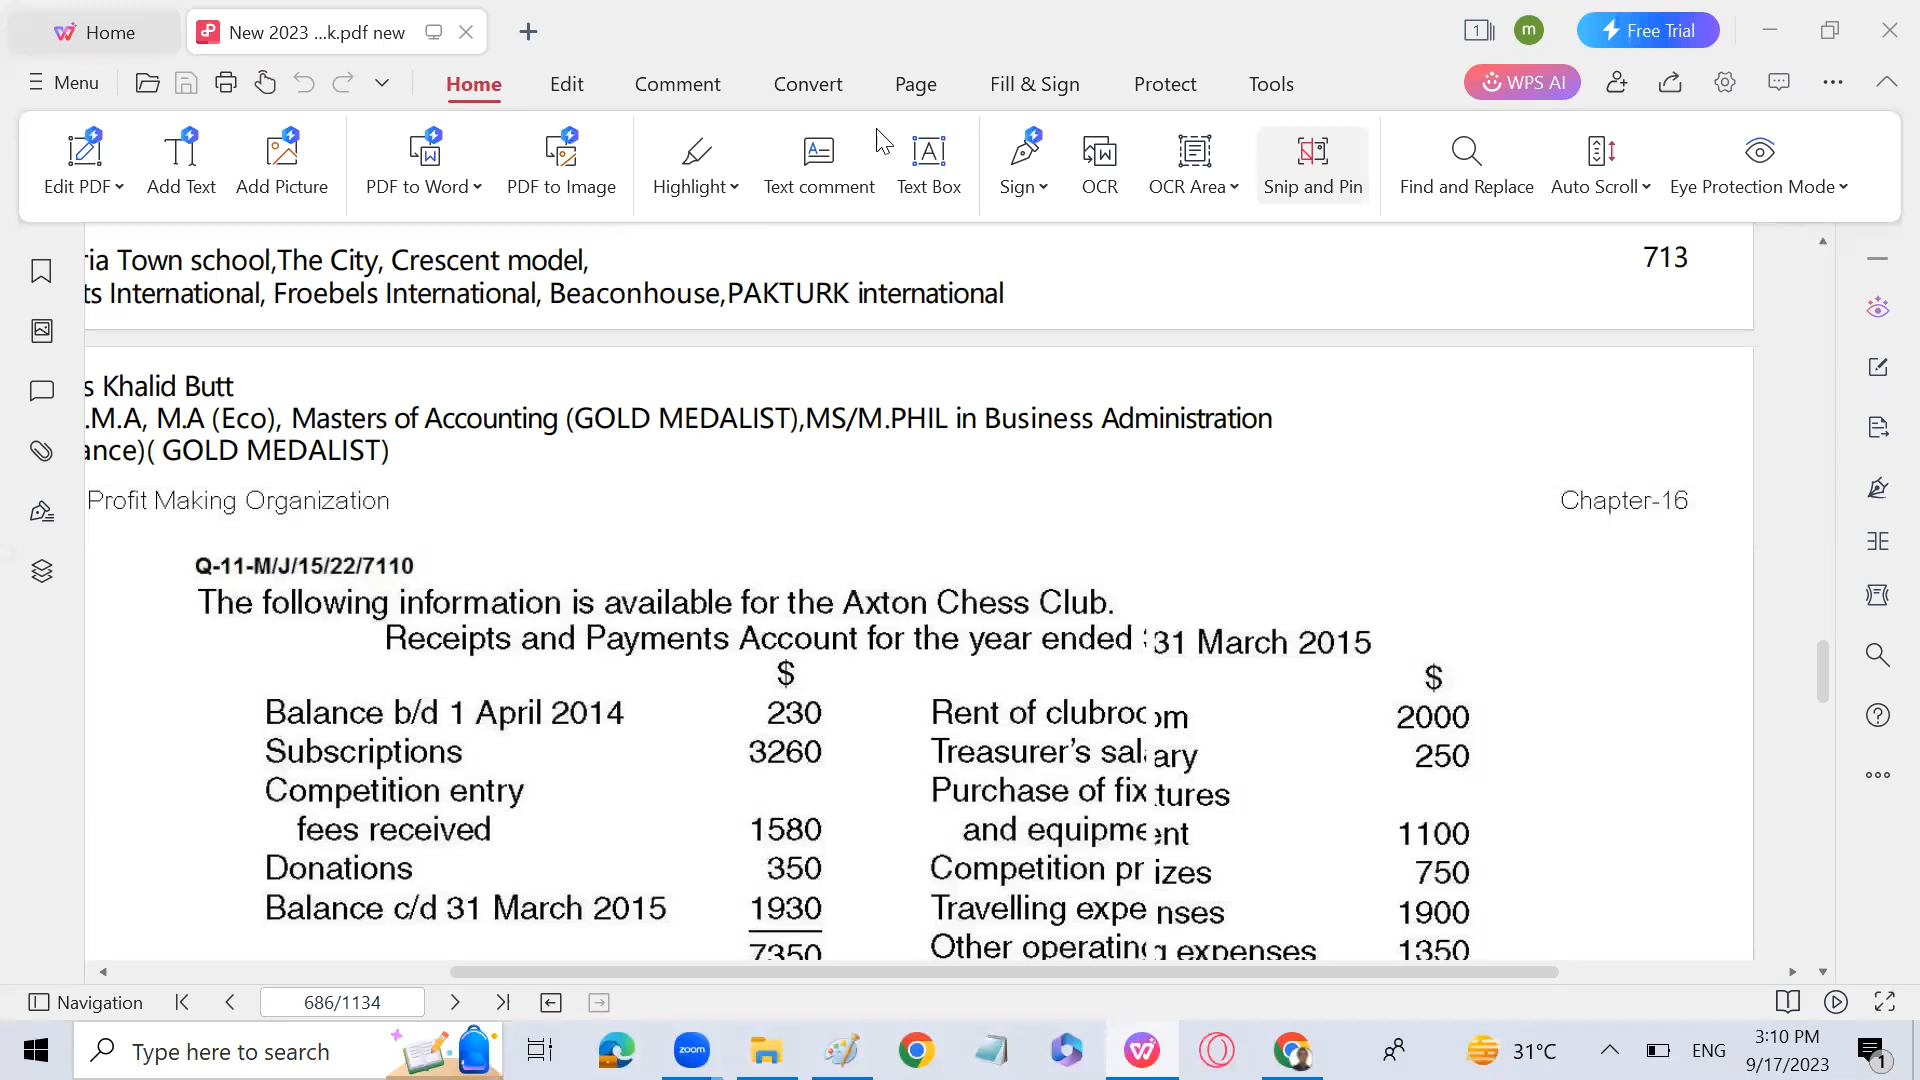 Home
New 2023 ...k.pdf new
1
m
Free Trial
Menu
Home
Edit
Comment
Convert
Page
Fill & Sign
Protect
Tools
WPS AI
Edit PDF
Add Text
Add Picture
PDF to Word
PDF to Image
Highlight
Text comment
Text Box
Sign
OCR
OCR Area
Snip and Pin
Find and Replace
Auto Scroll
Eye Protection Mode
ria Town school,The City, Crescent model,
713
ts International, Froebels International, Beaconhouse,PAKTURK international
s Khalid Butt
.M.A, M.A (Eco), Masters of Accounting (GOLD MEDALIST),MS/M.PHIL in Business Administration
ance)( GOLD MEDALIST)
Profit Making Organization
Chapter-16
Q-11-M/J/15/22/7110
The following information is available for the Axton Chess Club.
Receipts and Payments Account for the year ended 31 March 2015
$ $
Balance b/d 1 April 2014 230 Rent of clubroom 2000
Subscriptions 3260 Treasurer's salary 250
Competition entry Purchase of fixtures
fees received 1580 and equipment 1100
Donations 350 Competition prizes 750
Balance c/d 31 March 2015 1930 Travelling expenses 1900
7350 Other operating expenses 1350
Navigation
686/1134
Type here to search
zoom
31°C
ENG
3:10 PM
9/17/2023
1